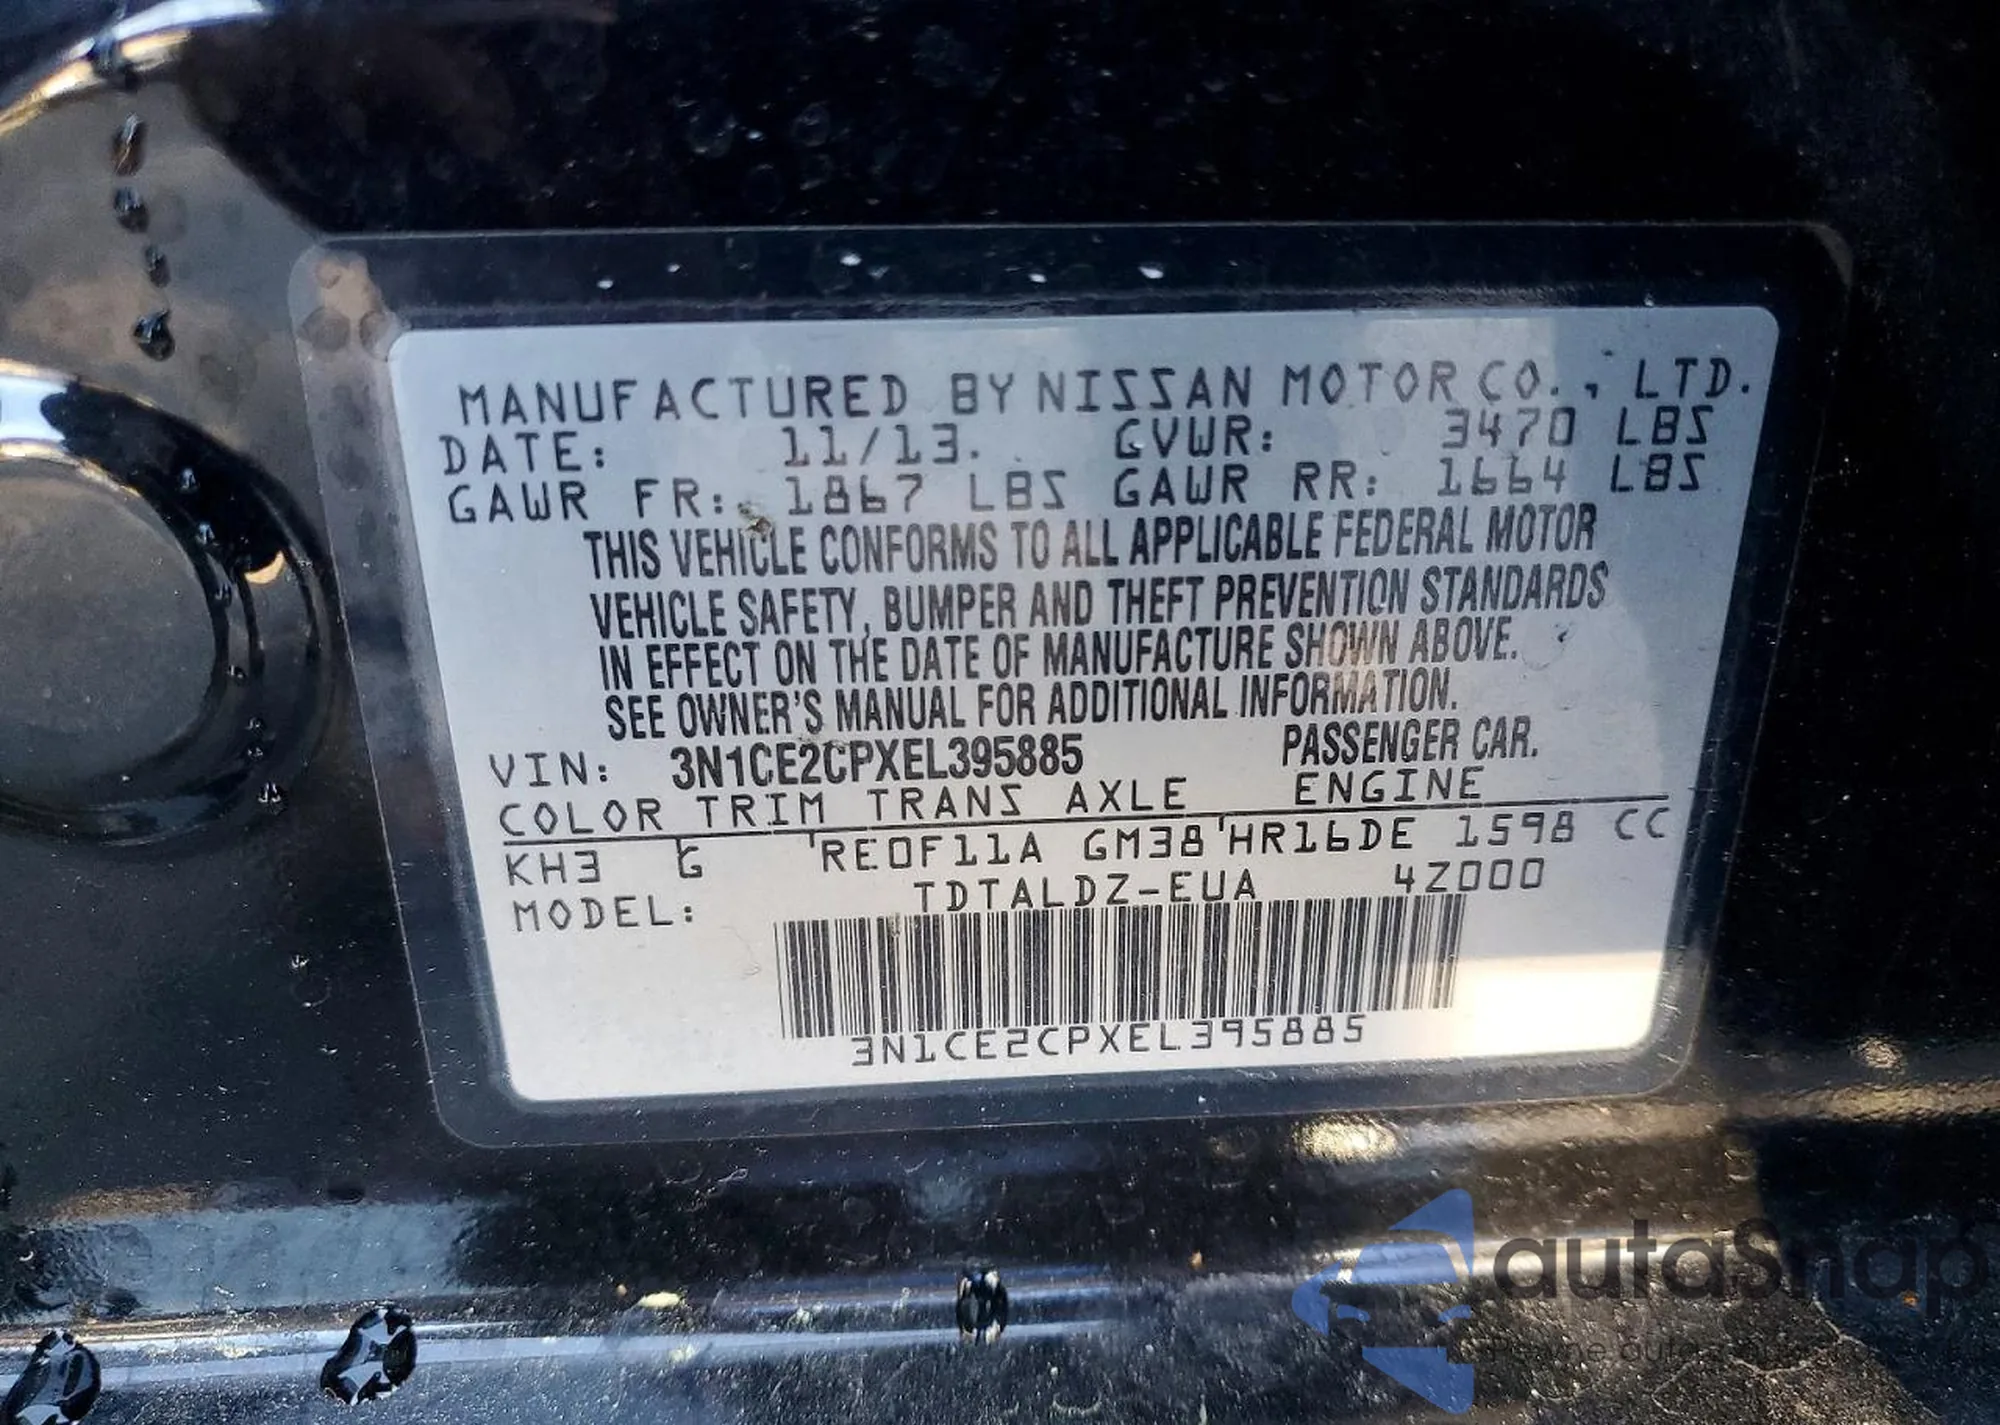 MANUFACTURED BY NISSAN MOTOR CO., LTD.
DATE: 11/13. GVWR: 3470 LBS
GAWR FR: 1867 LBS GAWR RR: 1664 LBS
THIS VEHICLE CONFORMS TO ALL APPLICABLE FEDERAL MOTOR
VEHICLE SAFETY, BUMPER AND THEFT PREVENTION STANDARDS
IN EFFECT ON THE DATE OF MANUFACTURE SHOWN ABOVE.
SEE OWNER'S MANUAL FOR ADDITIONAL INFORMATION.
VIN: 3N1CE2CPXEL395885 PASSENGER CAR.
COLOR TRIM TRANS AXLE ENGINE
KH3 G RE0F11A GM38 HR16DE 1598 CC
MODEL: TDTALDZ-EUA 4Z000
3N1CE2CPXEL395885
autaSnap